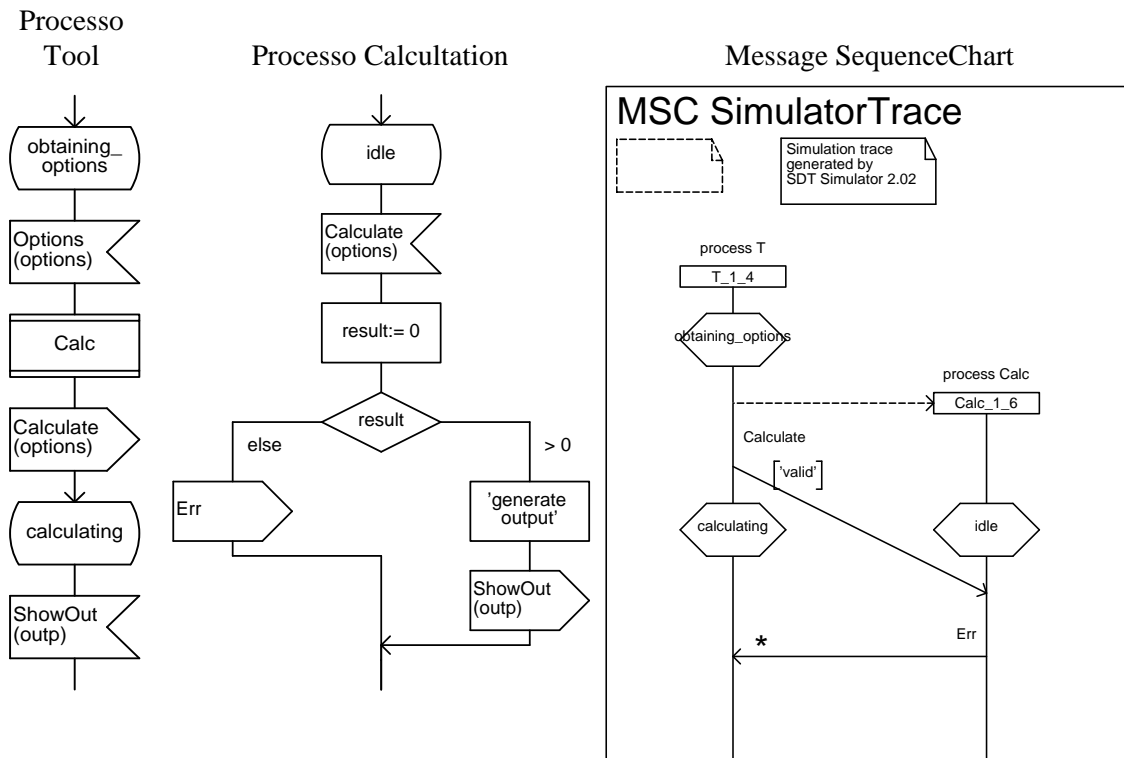 Processo
Tool
Processo Calcultation
Message SequenceChart
obtaining_
options
Options
(options)
Calc
Calculate
(options)
calculating
ShowOut
(outp)
idle
Calculate
(options)
result:= 0
result
else
> 0
Err
'generate
output'
ShowOut
(outp)
MSC SimulatorTrace
Simulation trace
generated by
SDT Simulator 2.02
process T
T_1_4
obtaining_options
process Calc
Calc_1_6
Calculate
'valid'
calculating
idle
Err
*